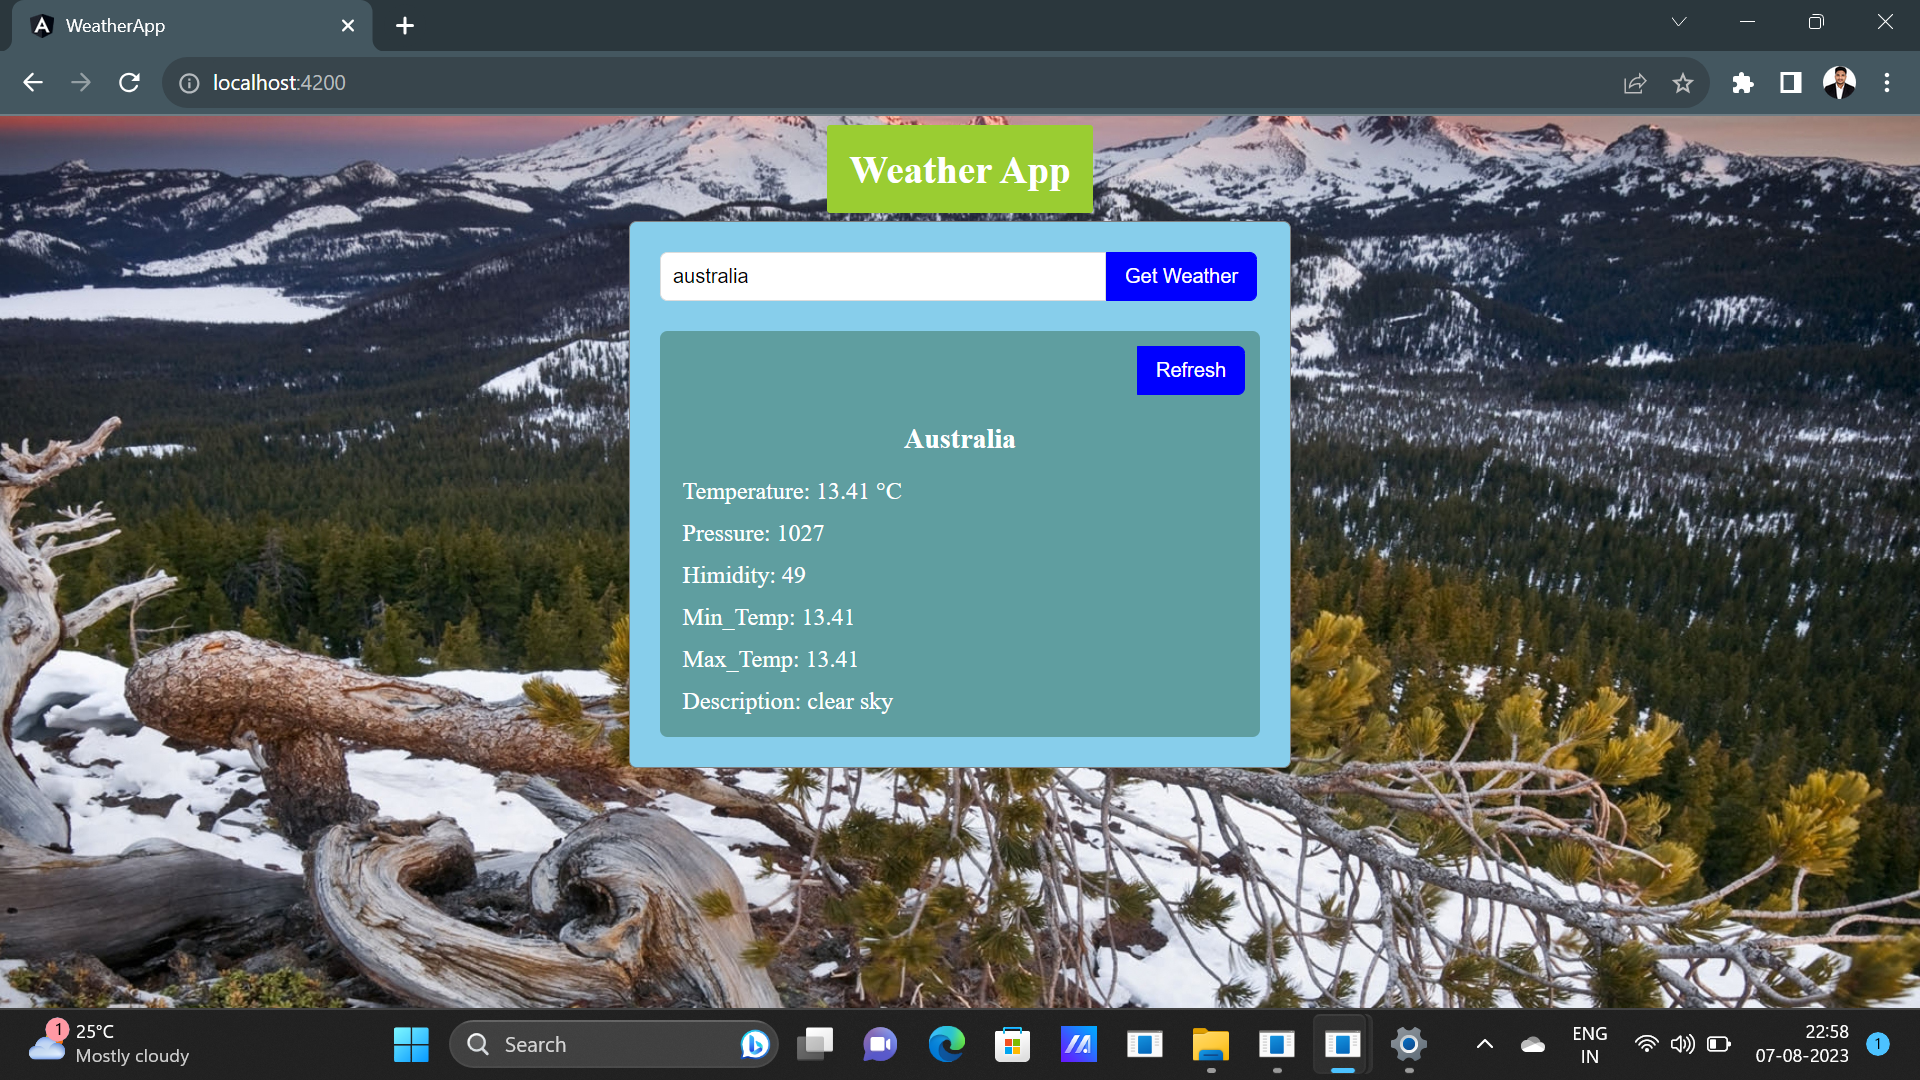 WeatherApp
localhost:4200
Weather App
australia
Get Weather
Refresh
Australia
Temperature: 13.41 °C
Pressure: 1027
Himidity: 49
Min_Temp: 13.41
Max_Temp: 13.41
Description: clear sky
1
25°C
Mostly cloudy
Search
ENG
IN
22:58
07-08-2023
1